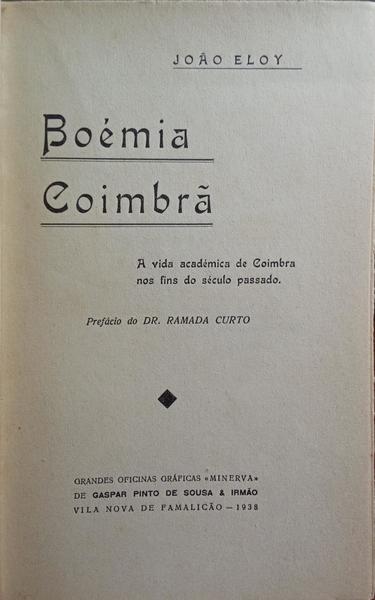 JOÃO ELOY
Boémia
Coimbrã
A vida académica de Coimbra
nos fins do século passado.
Prefácio do DR. RAMADA CURTO
GRANDES OFICINAS GRÁFICAS «MINERVA»
DE GASPAR PINTO DE SOUSA & IRMÃO
VILA NOVA DE FAMALICÃO — 1938